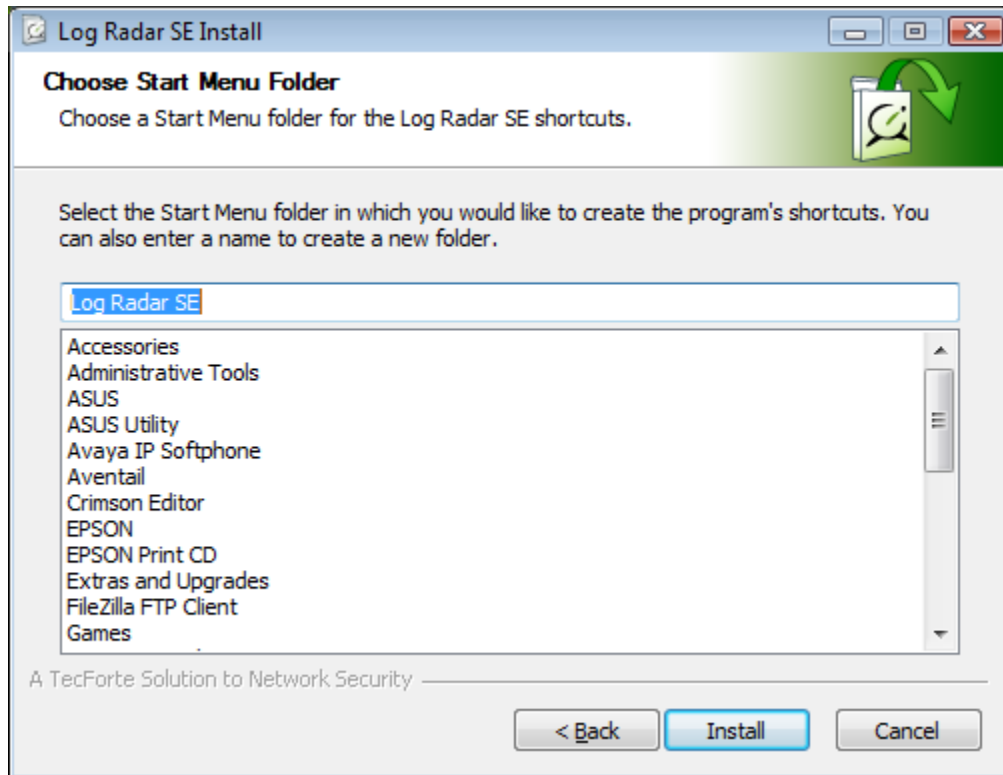 Log Radar SE Install
Choose Start Menu Folder
Choose a Start Menu folder for the Log Radar SE shortcuts.
Select the Start Menu folder in which you would like to create the program's shortcuts. You
can also enter a name to create a new folder.
Log Radar SE
Accessories
Administrative Tools
ASUS
ASUS Utility
Avaya IP Softphone
Aventail
Crimson Editor
EPSON
EPSON Print CD
Extras and Upgrades
FileZilla FTP Client
Games
A TecForte Solution to Network Security
< Back Install Cancel